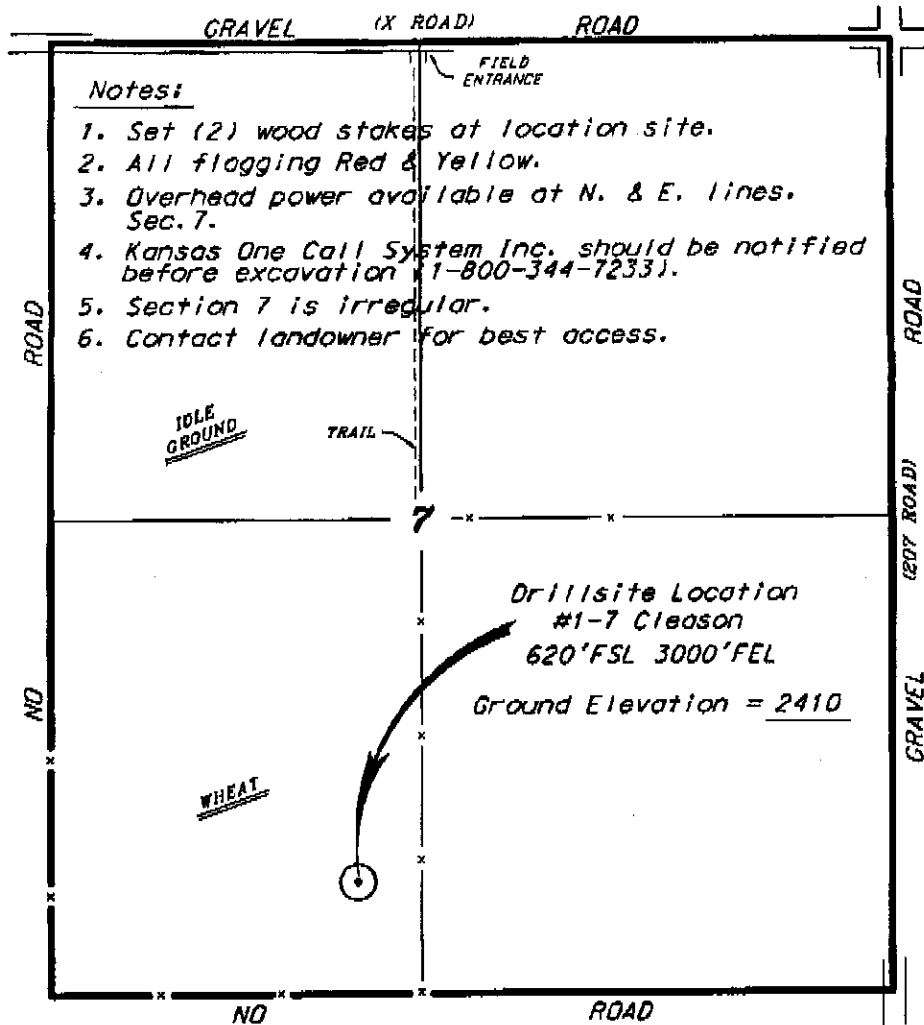 GRAVEL (X ROAD) ROAD
FIELD
ENTRANCE
Notes:
1. Set (2) wood stakes at location site.
2. All flagging Red & Yellow.
3. Overhead power available at N. & E. lines.
Sec. 7.
4. Kansas One Call System Inc. should be notified
before excavation (1-800-344-7233).
5. Section 7 is irregular.
6. Contact landowner for best access.
ROAD
ROAD
IDLE
GROUND
TRAIL
7
(207 ROAD)
Drillsite Location
#1-7 Cleason
620'FSL 3000'FEL
Ground Elevation = 2410
NO
GRAVEL
WHEAT
NO ROAD